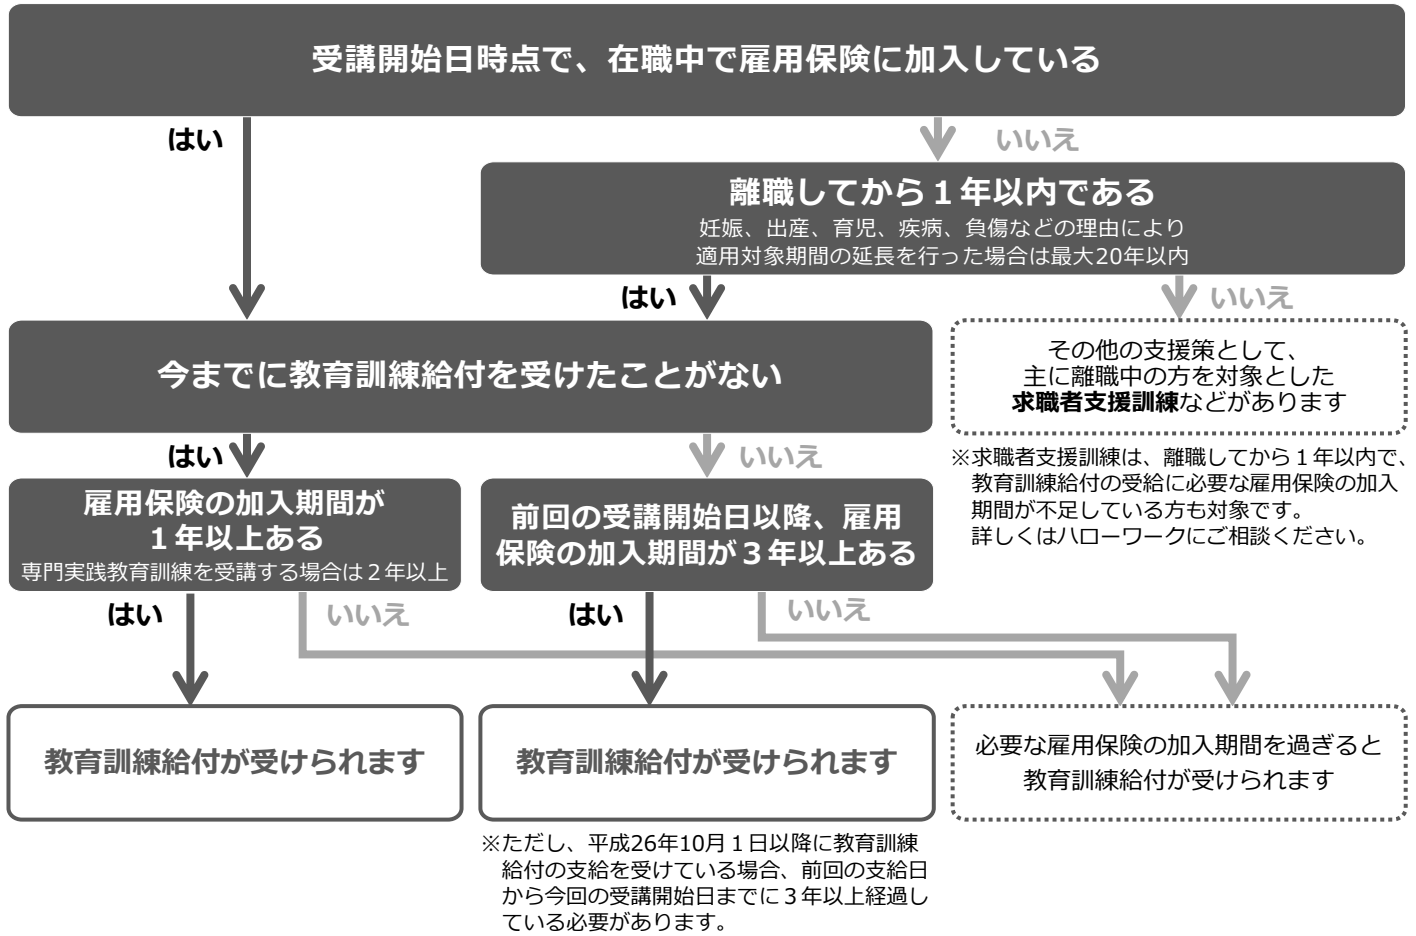 受講開始日時点で、在職中で雇用保険に加入している
はい
いいえ
離職してから１年以内である
妊娠、出産、育児、疾病、負傷などの理由により
適用対象期間の延長を行った場合は最大20年以内
はい
いいえ
今までに教育訓練給付を受けたことがない
その他の支援策として、
主に離職中の方を対象とした
求職者支援訓練などがあります
※求職者支援訓練は、離職してから１年以内で、
教育訓練給付の受給に必要な雇用保険の加入
期間が不足している方も対象です。
詳しくはハローワークにご相談ください。
はい
いいえ
雇用保険の加入期間が
１年以上ある
専門実践教育訓練を受講する場合は２年以上
前回の受講開始日以降、雇用
保険の加入期間が３年以上ある
はい
いいえ
はい
いいえ
教育訓練給付が受けられます
教育訓練給付が受けられます
必要な雇用保険の加入期間を過ぎると
教育訓練給付が受けられます
※ただし、平成26年10月１日以降に教育訓練
給付の支給を受けている場合、前回の支給日
から今回の受講開始日までに３年以上経過し
ている必要があります。